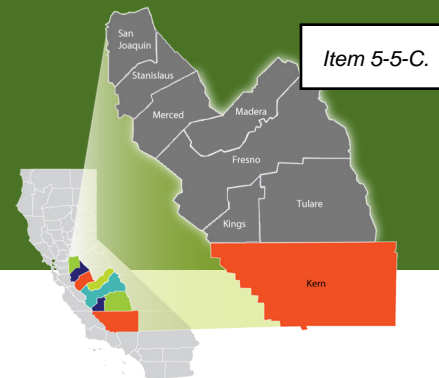 San
Joaquin
Item 5-5-C.
Stanislaus
Merced
Madera
Fresno
Tulare
Kings
Kern